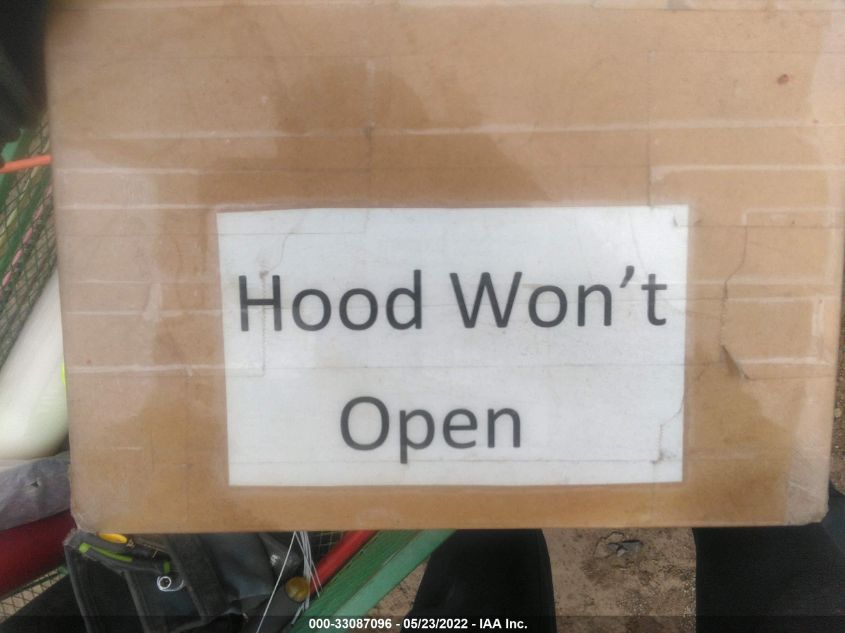 Hood Won’t
Open
000-33087096 - 05/23/2022 - IAA Inc.